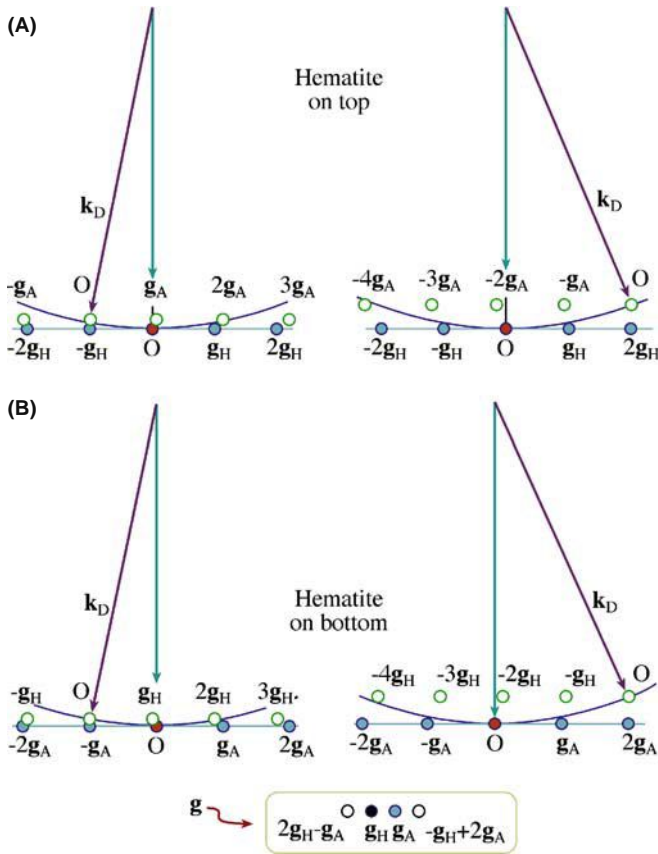 (A)
Hematite
on top
k_D
k_D
-g_A O g_A 2g_A 3g_A
-4g_A -3g_A -2g_A -g_A O
-2g_H -g_H O g_H 2g_H
-2g_H -g_H O g_H 2g_H
(B)
Hematite
on bottom
k_D
k_D
-g_H O g_H 2g_H 3g_H.
-4g_H -3g_H -2g_H -g_H O
-2g_A -g_A O g_A 2g_A
-2g_A -g_A O g_A 2g_A
g
2g_H-g_A g_H g_A -g_H+2g_A